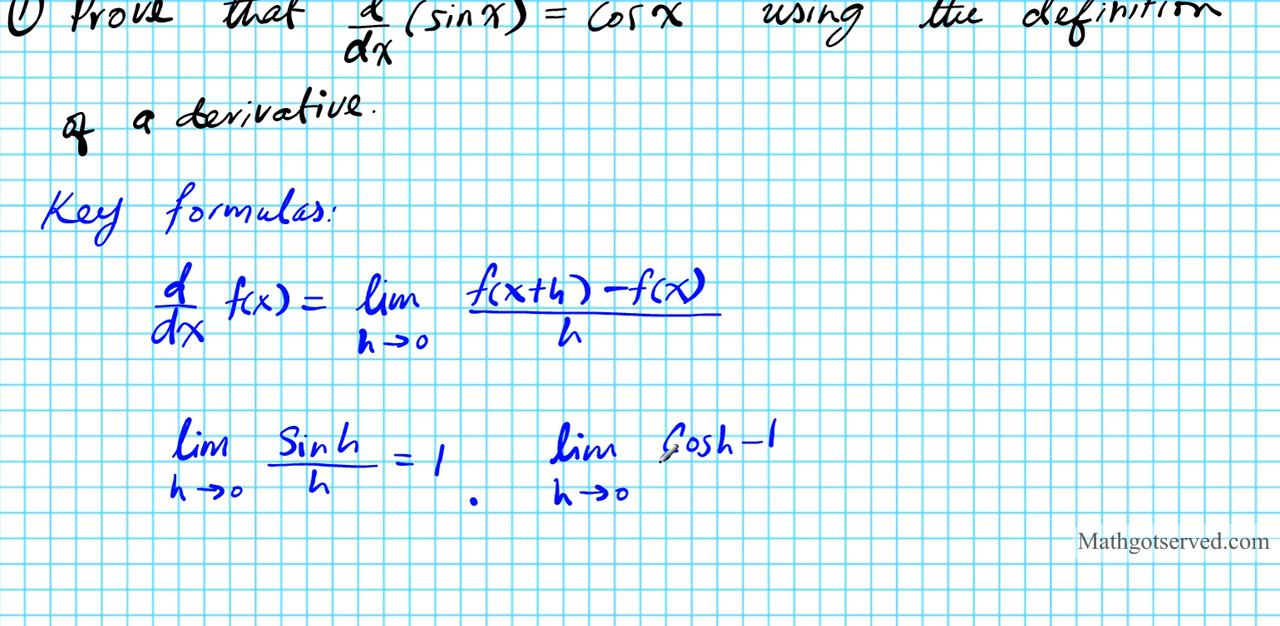 ① Prove that d/dx (sin x) = cos x using the definition
of a derivative.
Key formulas:
d/dx f(x) = lim h→0 f(x+h) - f(x) / h
lim h→0 Sin h / h = 1 . lim h→0 Cosh-1
Mathgotserved.com